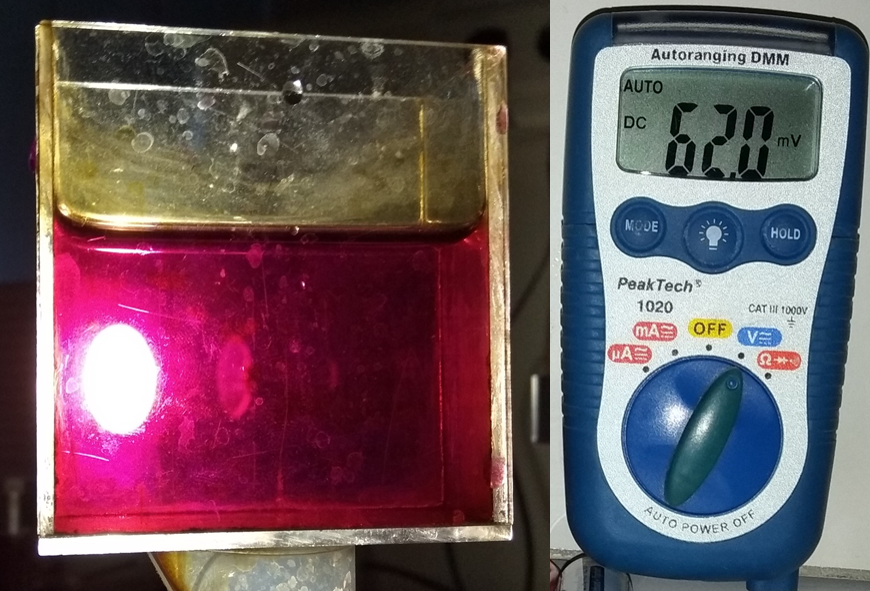 Autoranging DMM
AUTO
DC 62.0 mV
MODE HOLD
PeakTech®
1020
CAT III 1000V
mA OFF V
µA Ω
AUTO POWER OFF